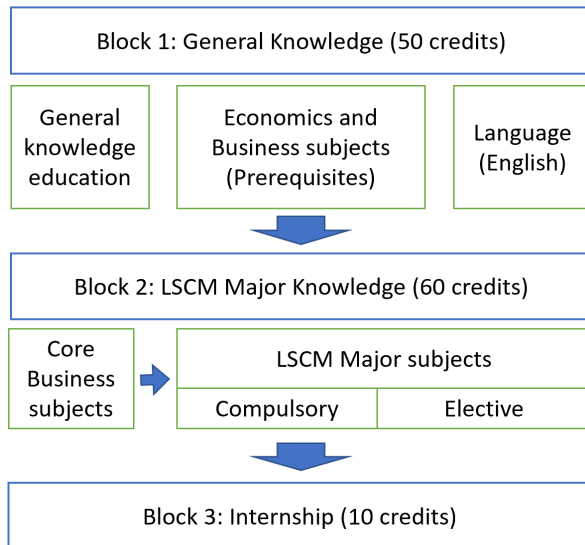 Block 1: General Knowledge (50 credits)
General
knowledge
education
Economics and
Business subjects
(Prerequisites)
Language
(English)
Block 2: LSCM Major Knowledge (60 credits)
Core
Business
subjects
LSCM Major subjects
Compulsory
Elective
Block 3: Internship (10 credits)